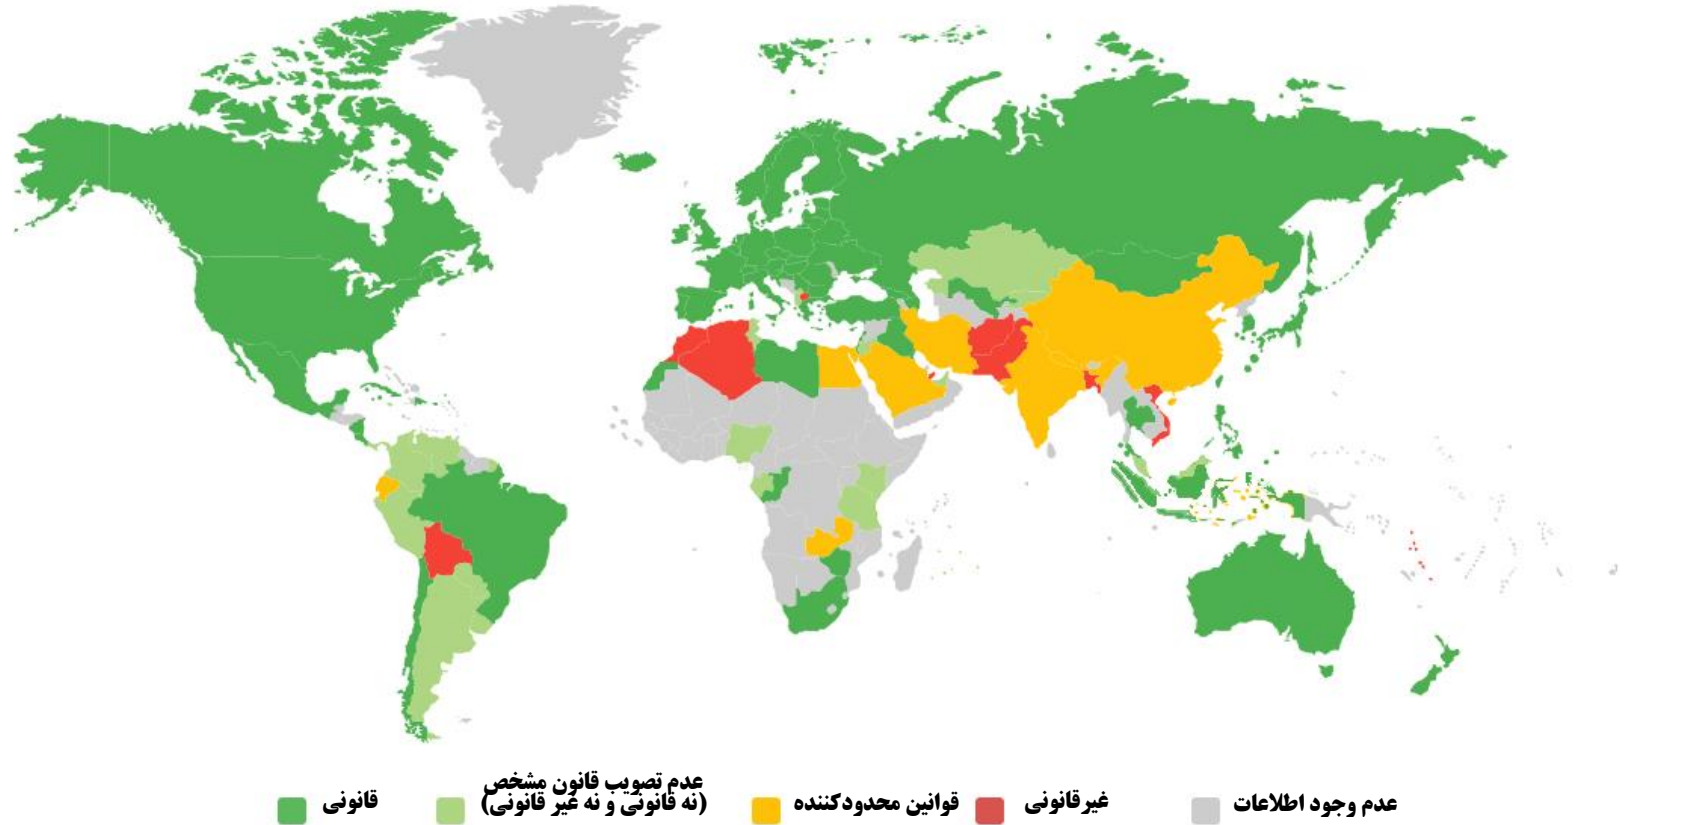 قانونی
عدم تصویب قانون مشخص
(نه قانونی و نه غیر قانونی)
قوانین محدودکننده
غیرقانونی
عدم وجود اطلاعات